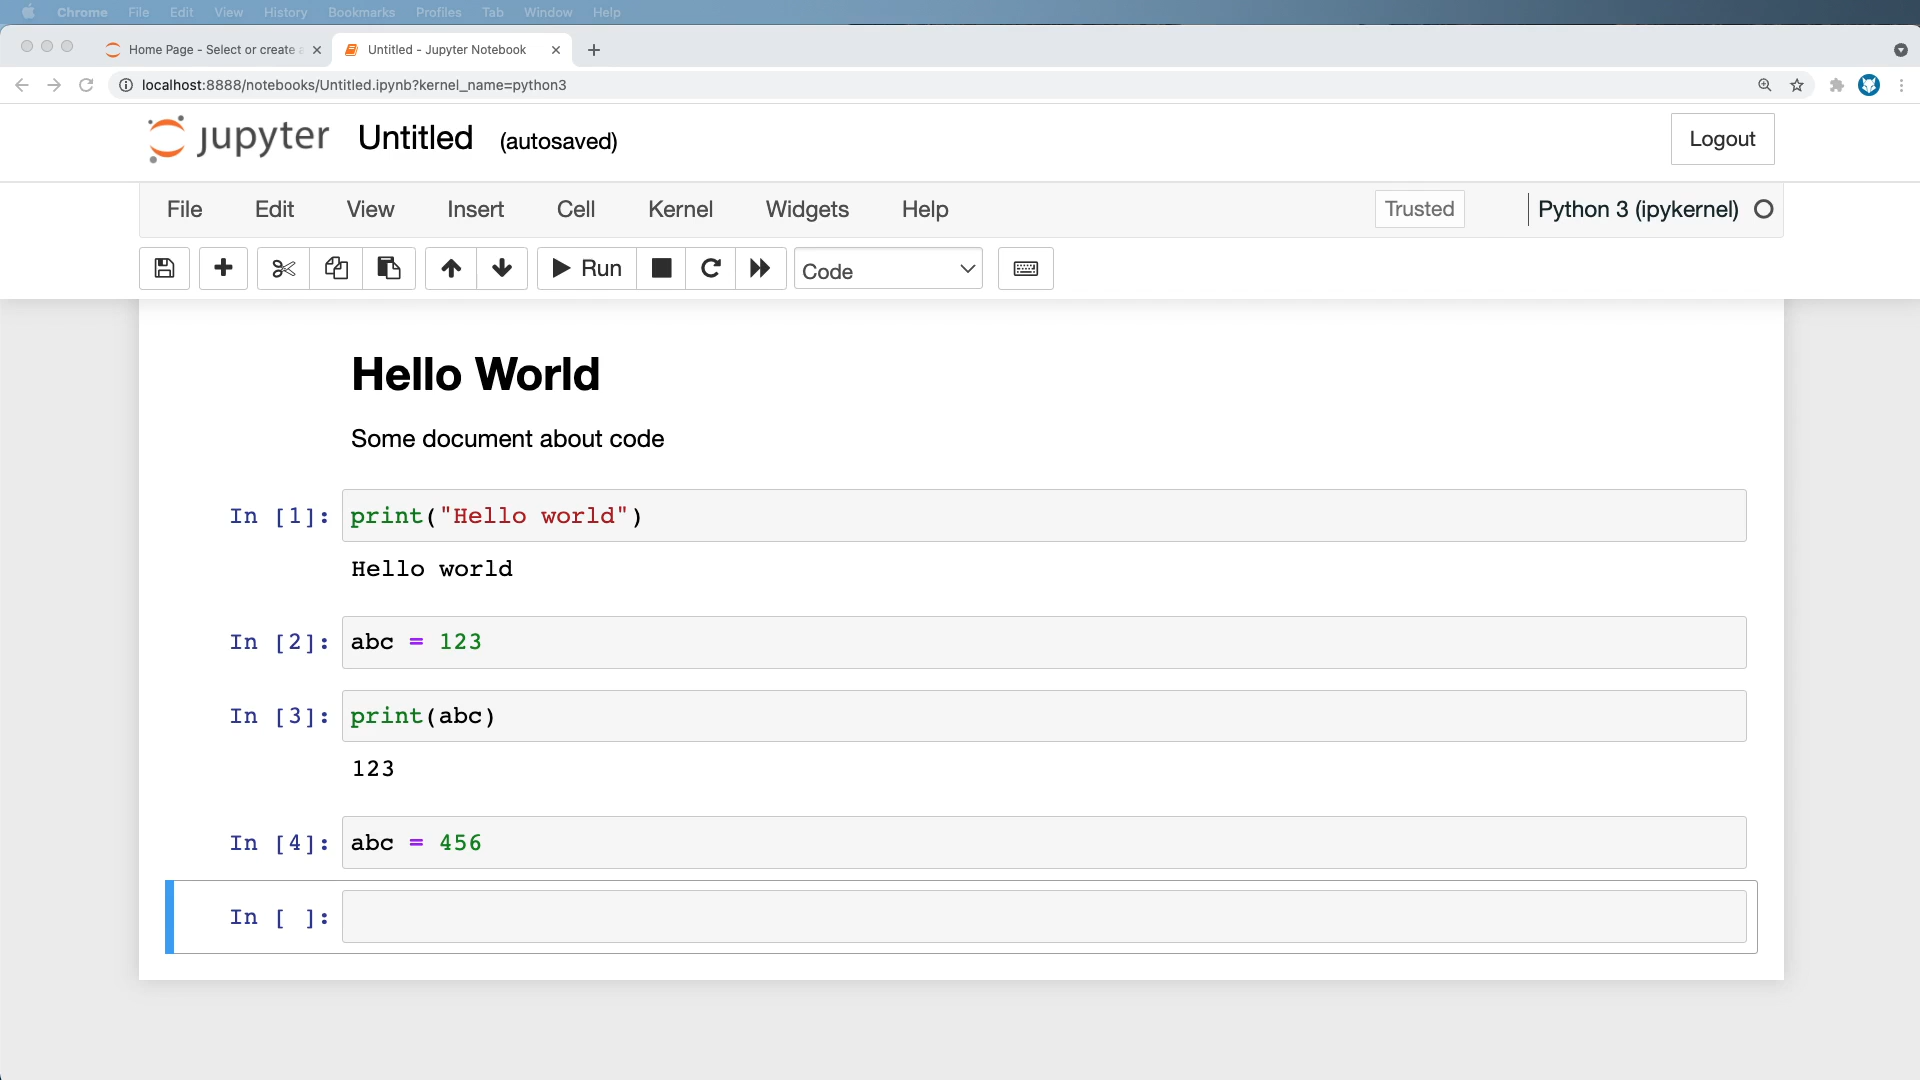 Chrome File Edit View History Bookmarks Profiles Tab Window Help
Home Page - Select or create a
Untitled - Jupyter Notebook
localhost:8888/notebooks/Untitled.ipynb?kernel_name=python3
jupyter Untitled (autosaved)
Logout
File Edit View Insert Cell Kernel Widgets Help
Trusted
Python 3 (ipykernel)
Run
Code
Hello World
Some document about code
In [1]: print("Hello world")
Hello world
In [2]: abc = 123
In [3]: print(abc)
123
In [4]: abc = 456
In [ ]: